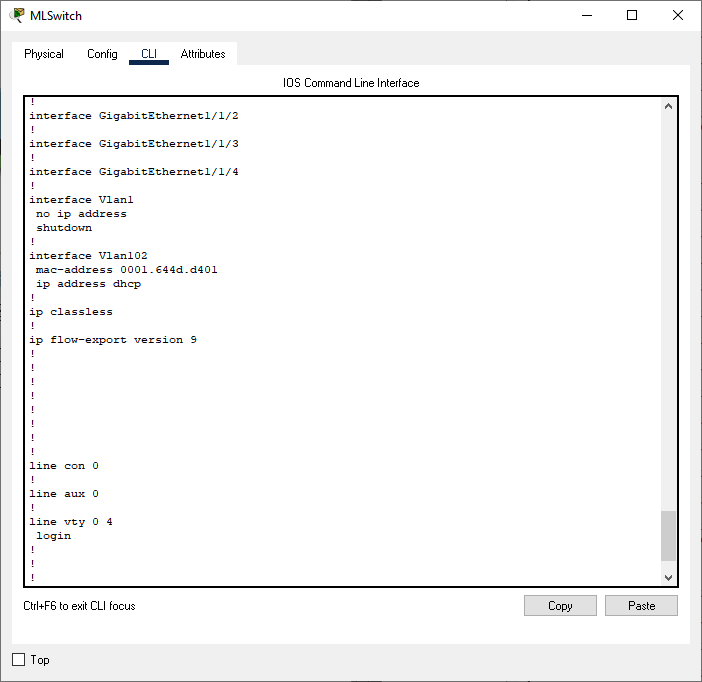 MLSwitch
Physical Config CLI Attributes
IOS Command Line Interface
!
interface GigabitEthernet1/1/2
!
interface GigabitEthernet1/1/3
!
interface GigabitEthernet1/1/4
!
interface Vlan1
no ip address
shutdown
!
interface Vlan102
mac-address 0001.644d.d401
ip address dhcp
!
ip classless
!
ip flow-export version 9
!
!
!
!
!
!
!
!
line con 0
!
line aux 0
!
line vty 0 4
login
!
!
!
Ctrl+F6 to exit CLI focus
Copy Paste
Top